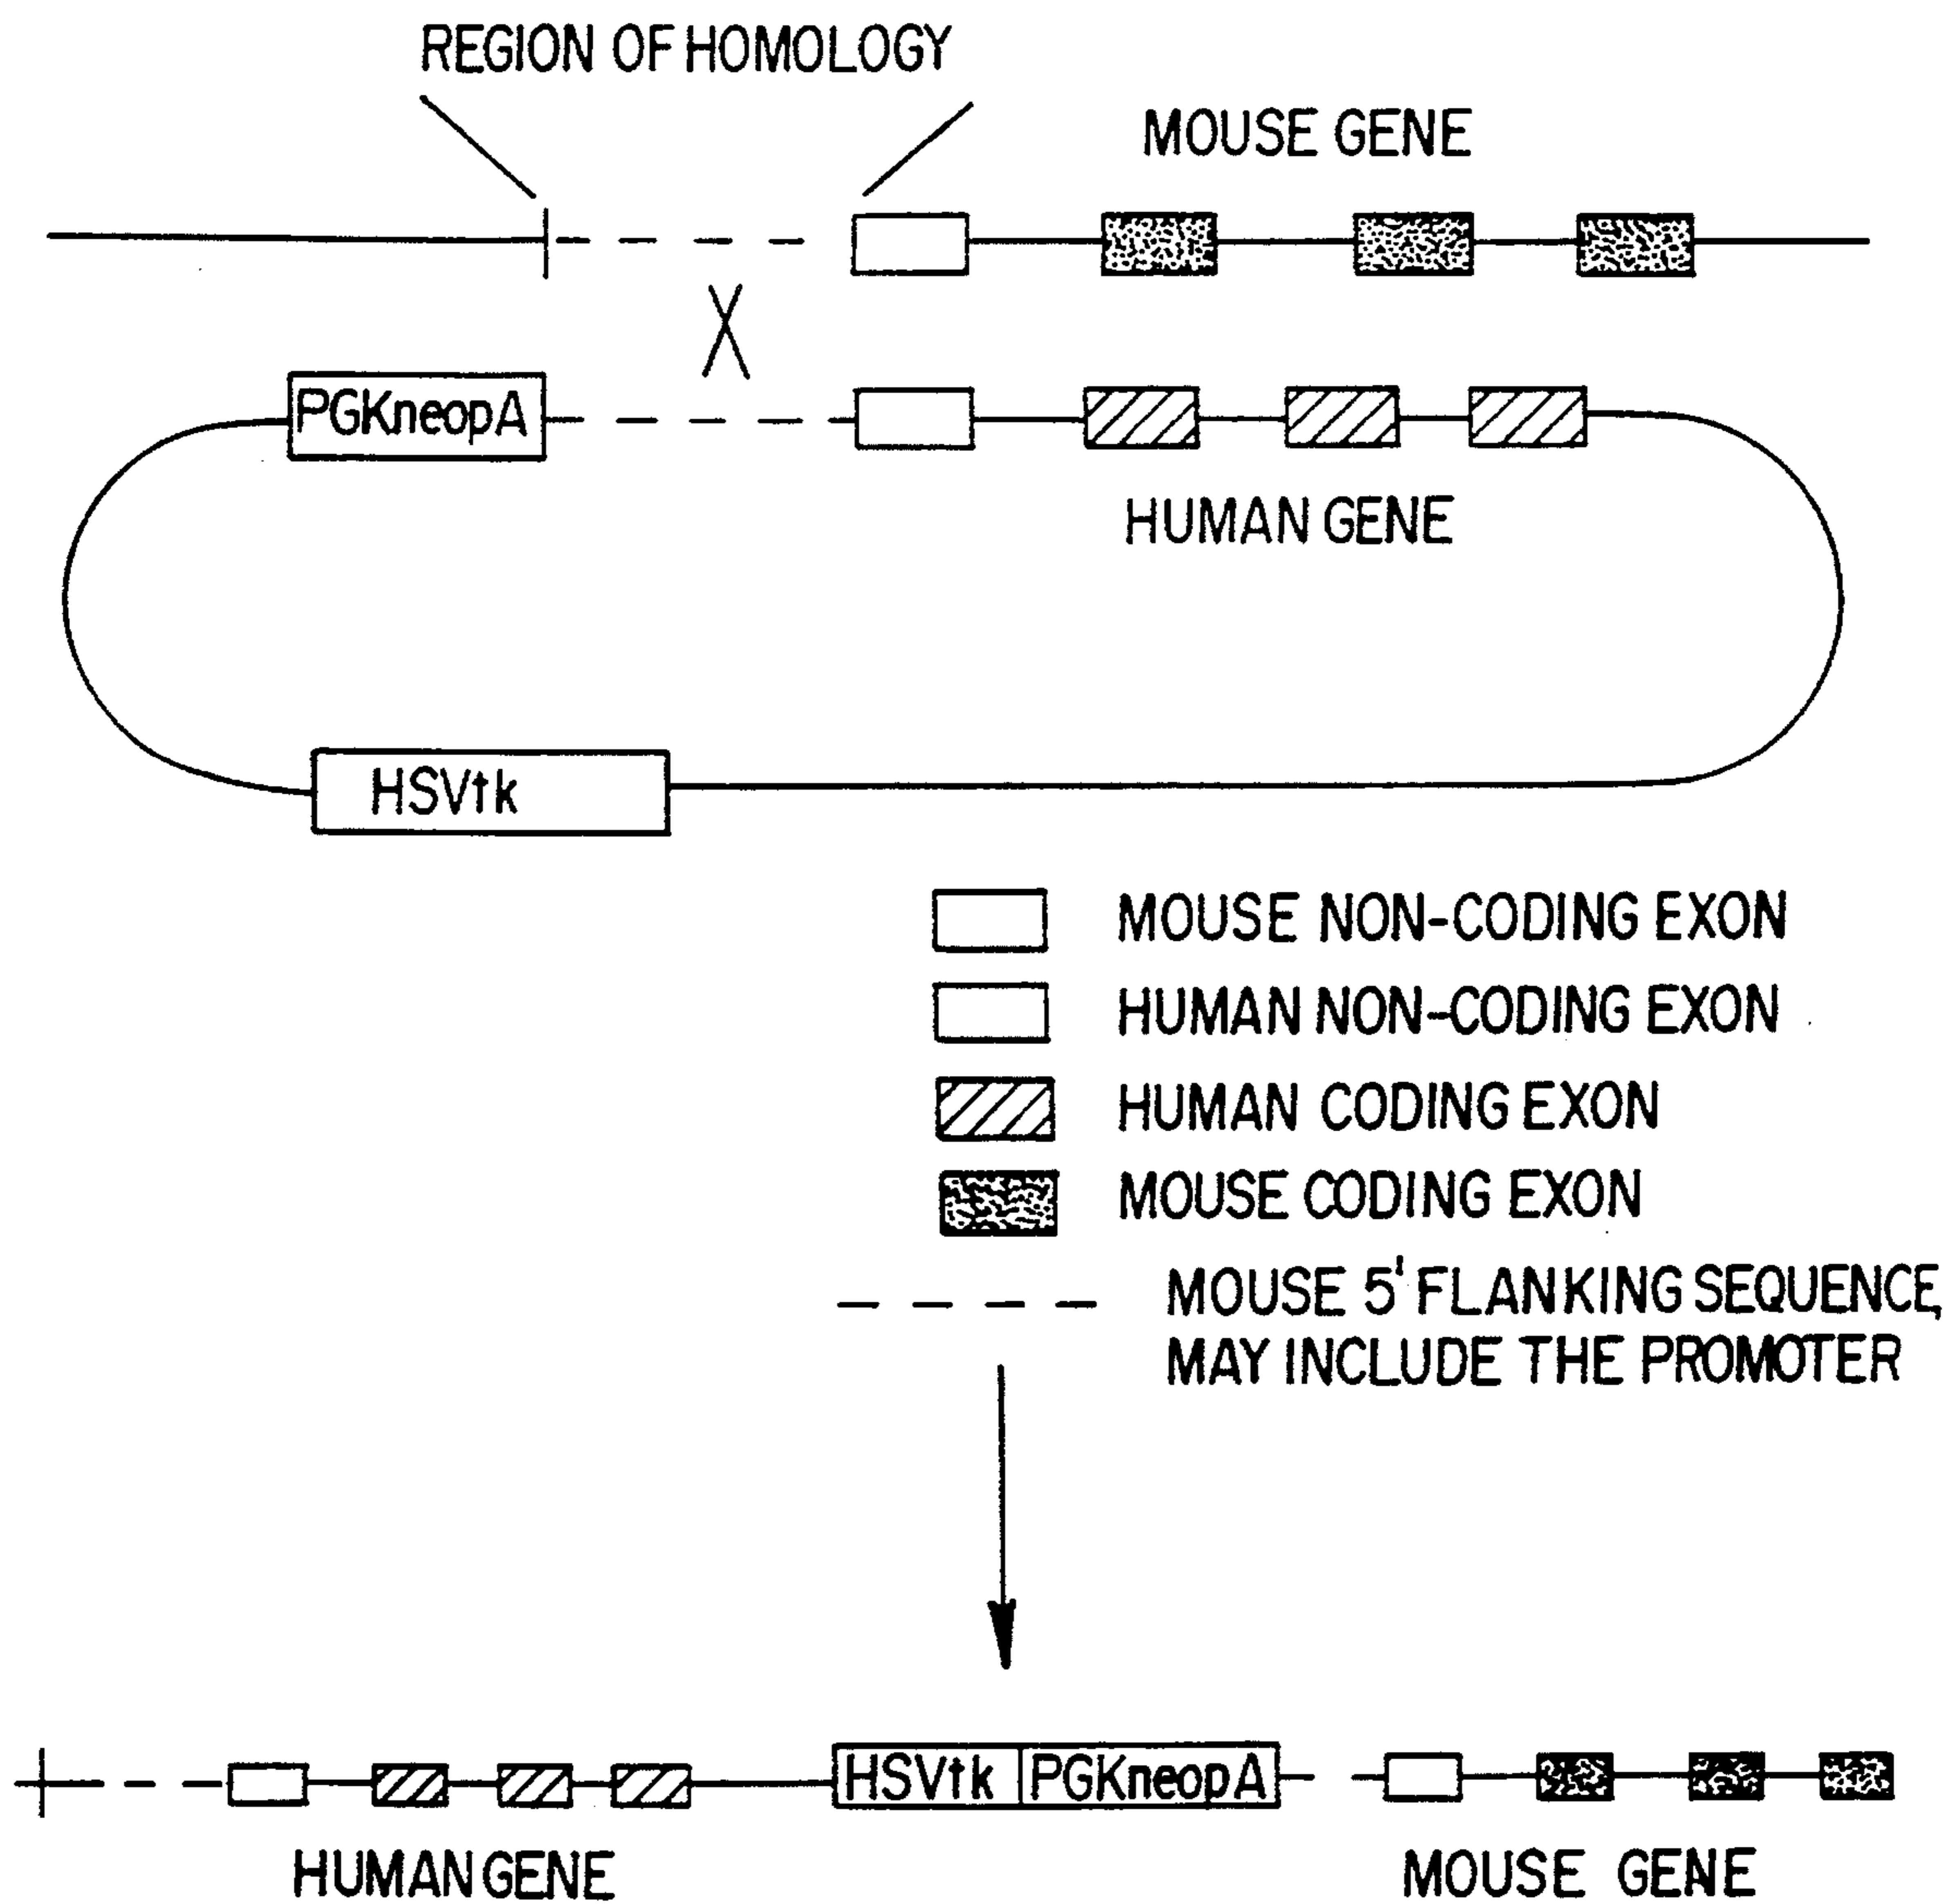 REGION OF HOMOLOGY
MOUSE GENE
PGKneopA
HUMAN GENE
HSVtk
MOUSE NON-CODING EXON
HUMAN NON-CODING EXON
HUMAN CODING EXON
MOUSE CODING EXON
MOUSE 5' FLANKING SEQUENCE,
MAY INCLUDE THE PROMOTER
HSVtk PGKneopA
HUMAN GENE
MOUSE GENE